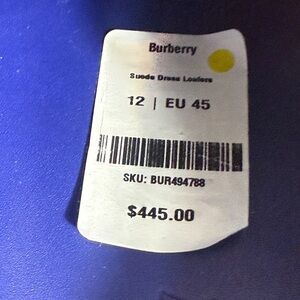 Burberry
Suede Dress Loafers
12 | EU 45
SKU: BUR494788
$445.00